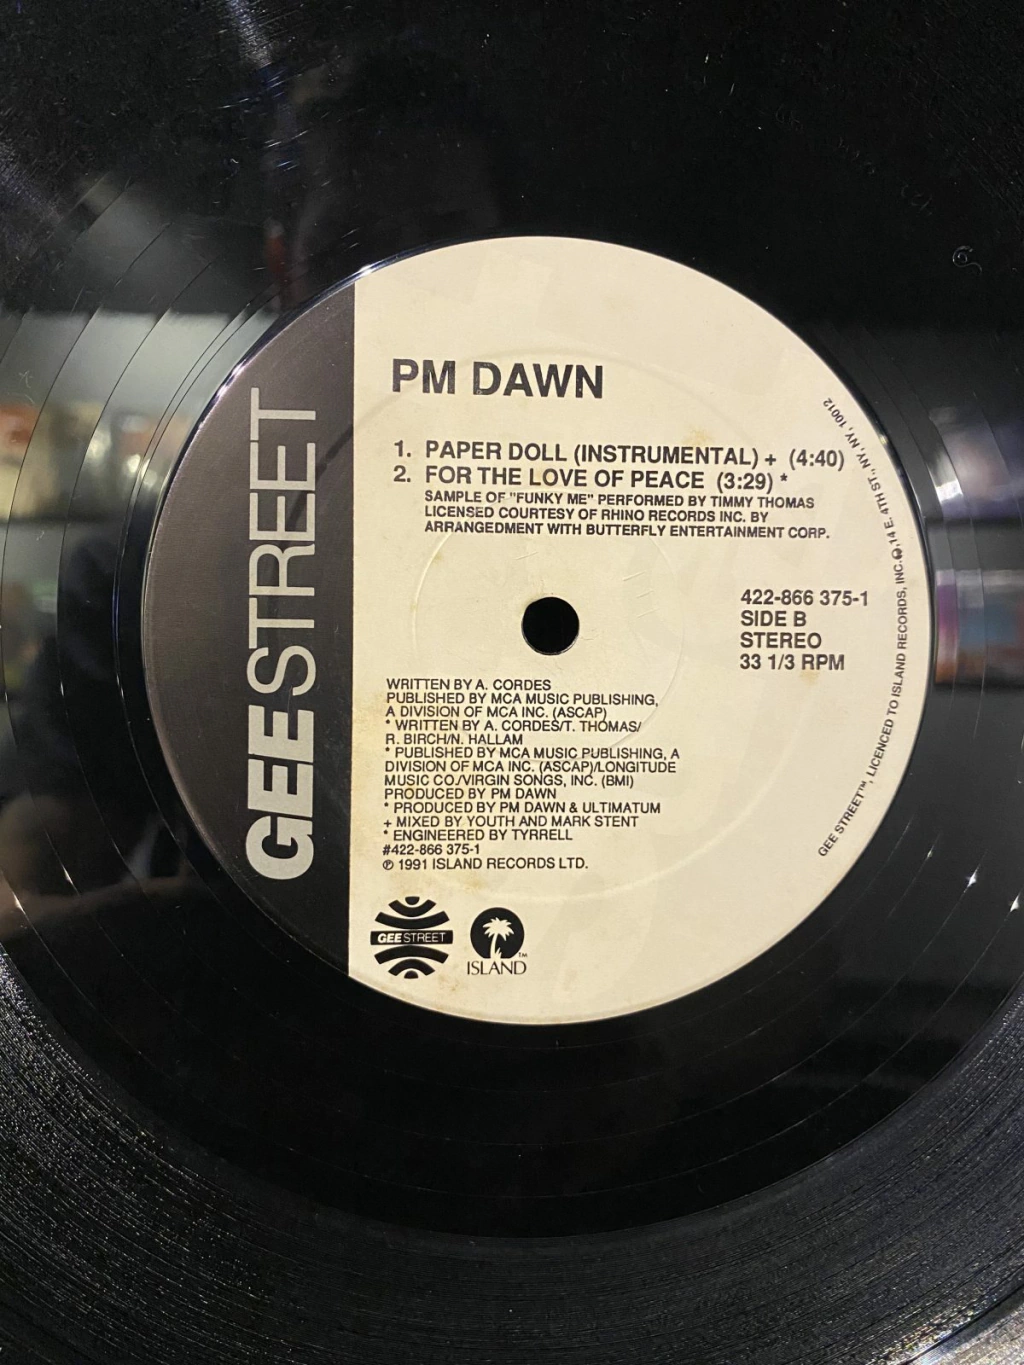 GEESTREET
PM DAWN
1. PAPER DOLL (INSTRUMENTAL) + (4:40)
2. FOR THE LOVE OF PEACE (3:29) *
SAMPLE OF "FUNKY ME" PERFORMED BY TIMMY THOMAS
LICENSED COURTESY OF RHINO RECORDS INC. BY
ARRANGEDMENT WITH BUTTERFLY ENTERTAINMENT CORP.
422-866 375-1
SIDE B
STEREO
33 1/3 RPM
WRITTEN BY A. CORDES
PUBLISHED BY MCA MUSIC PUBLISHING,
A DIVISION OF MCA INC. (ASCAP)
* WRITTEN BY A. CORDES/T. THOMAS/
R. BIRCH/N. HALLAM
* PUBLISHED BY MCA MUSIC PUBLISHING, A
DIVISION OF MCA INC. (ASCAP)/LONGITUDE
MUSIC CO./VIRGIN SONGS, INC. (BMI)
PRODUCED BY PM DAWN
* PRODUCED BY PM DAWN & ULTIMATUM
+ MIXED BY YOUTH AND MARK STENT
* ENGINEERED BY TYRRELL
#422-866 375-1
℗ 1991 ISLAND RECORDS LTD.
GEESTREET
ISLAND™
GEE STREET™, LICENCED TO ISLAND RECORDS, INC. 14 E. 4TH ST., NY, NY, 10012